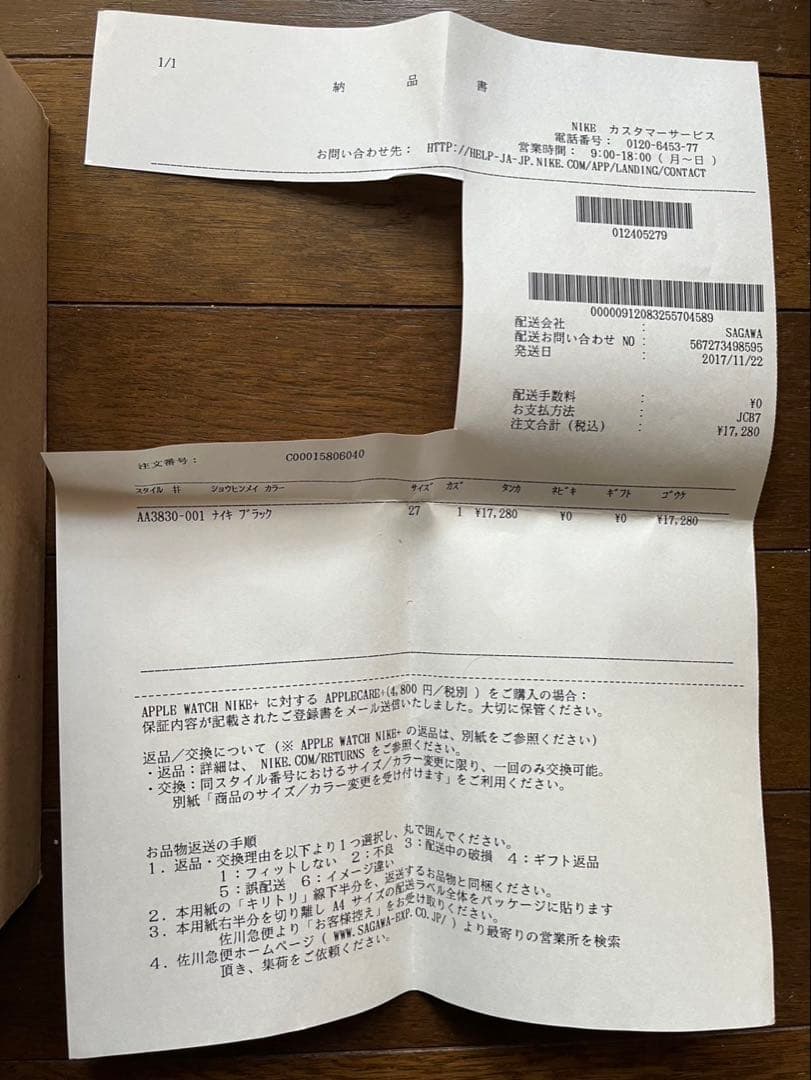 1/1
納 品 書
NIKE カスタマーサービス
電話番号： 0120-6453-77
営業時間： 9:00-18:00 ( 月～日 )
お問い合わせ先： HTTP://HELP-JA-JP.NIKE.COM/APP/LANDING/CONTACT
012405279
00000912083255704589
配送会社 : SAGAWA
配送お問い合わせ NO : 567273498595
発送日 : 2017/11/22
配送手数料 : ¥0
お支払方法 : JCB7
注文合計 (税込) : ¥17,280
注文番号： C00015806040
ｽﾀｲﾙ ＃ ｼｮｳﾋﾝﾒｲ ｶﾗｰ ｻｲｽﾞ ｶｽﾞ ﾀﾝｶ ﾈﾋﾞｷ ｷﾞﾌﾄ ｺﾞｳｹ
AA3830-001 ﾅｲｷ ﾌﾞﾗｯｸ 27 1 ¥17,280 ¥0 ¥0 ¥17,280
APPLE WATCH NIKE+ に対する APPLECARE+(4,800 円／税別 ) をご購入の場合：
保証内容が記載されたご登録書をメール送信いたしました。大切に保管ください。
返品／交換について (※ APPLE WATCH NIKE+ の返品は、別紙をご参照ください)
・返品：詳細は、 NIKE.COM/RETURNS をご参照ください。
・交換：同スタイル番号におけるサイズ／カラー変更に限り、一回のみ交換可能。
別紙「商品のサイズ／カラー変更を受け付けます」をご利用ください。
お品物返送の手順
1. 返品・交換理由を以下より1つ選択し、丸で囲んでください。
1：フィットしない 2：不良 3：配送中の破損 4：ギフト返品
5：誤配送 6：イメージ違い
2. 本用紙の「キリトリ」線下半分を、返送するお品物と同梱ください。
3. 本用紙右半分を切り離し A4 サイズの配送ラベル全体をパッケージに貼ります
佐川急便より「お客様控え」をお受け取りください。
4. 佐川急便ホームページ ( WWW.SAGAWA-EXP.CO.JP/ ) より最寄りの営業所を検索
頂き、集荷をご依頼ください。